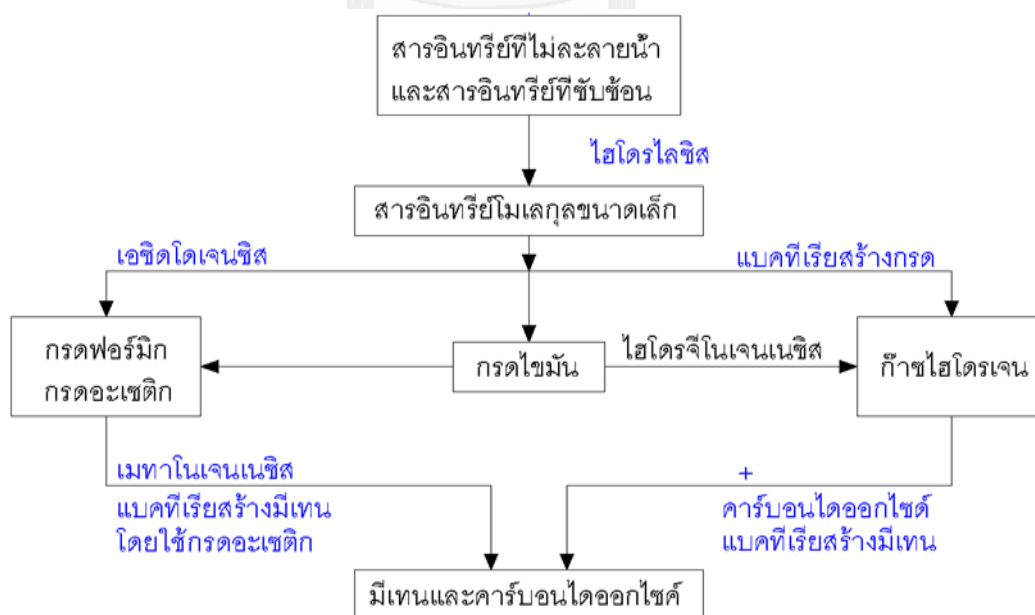 สารอินทรีย์ที่ไม่ละลายน้ำ
และสารอินทรีย์ที่ซับซ้อน
ไฮโดรไลซิส
สารอินทรีย์โมเลกุลขนาดเล็ก
เอซิดโดเจนซิส
แบคทีเรียสร้างกรด
กรดฟอร์มิก
กรดอะเซติก
กรดไขมัน
ไฮโดรจีโนเจนเนซิส
ก๊าซไฮโดรเจน
เมทาโนเจนเนซิส
แบคทีเรียสร้างมีเทน
โดยใช้กรดอะเซติก
+
คาร์บอนไดออกไซด์
แบคทีเรียสร้างมีเทน
มีเทนและคาร์บอนไดออกไซค์